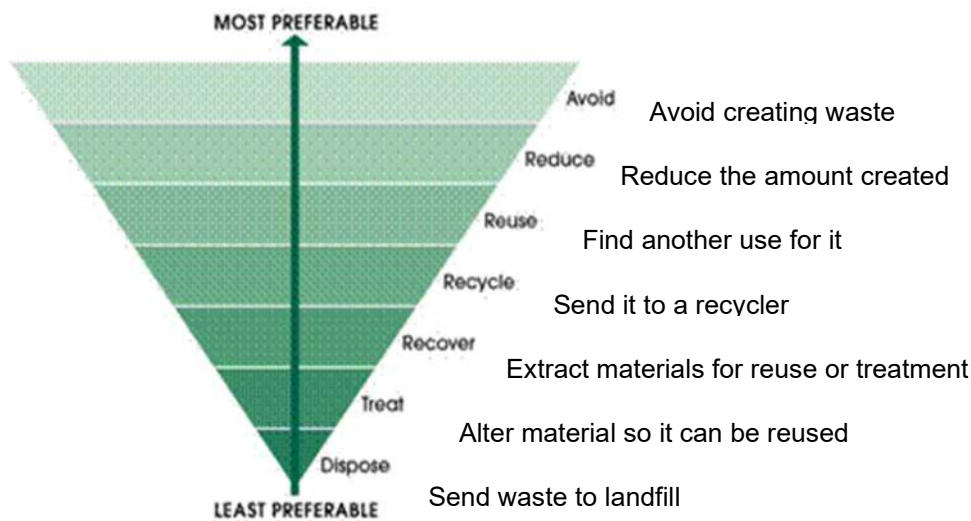 MOST PREFERABLE
Avoid
Avoid creating waste
Reduce
Reduce the amount created
Reuse
Find another use for it
Recycle
Send it to a recycler
Recover
Extract materials for reuse or treatment
Treat
Alter material so it can be reused
Dispose
Send waste to landfill
LEAST PREFERABLE